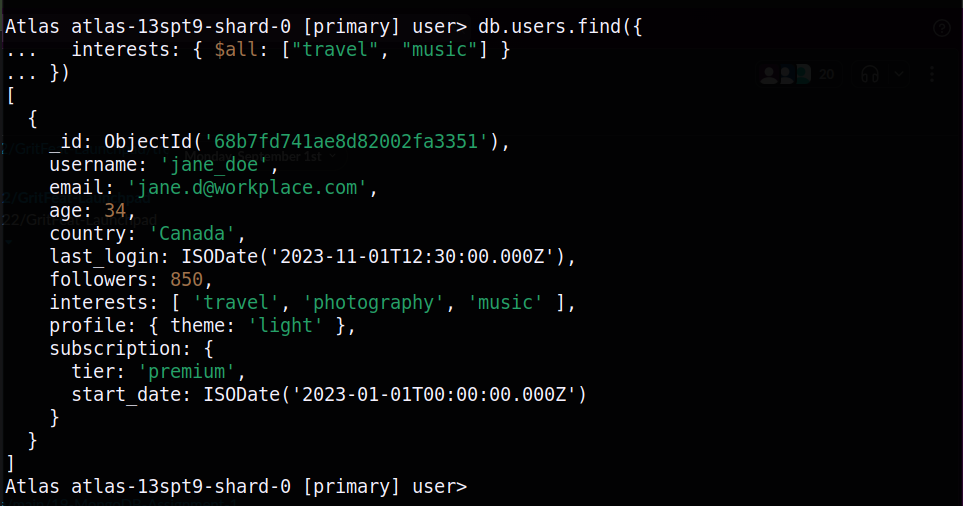 Atlas atlas-13spt9-shard-0 [primary] user> db.users.find({
...   interests: { $all: ["travel", "music"] }
... })
[
  {
    _id: ObjectId('68b7fd741ae8d82002fa3351'),
    username: 'jane_doe',
    email: 'jane.d@workplace.com',
    age: 34,
    country: 'Canada',
    last_login: ISODate('2023-11-01T12:30:00.000Z'),
    followers: 850,
    interests: [ 'travel', 'photography', 'music' ],
    profile: { theme: 'light' },
    subscription: {
      tier: 'premium',
      start_date: ISODate('2023-01-01T00:00:00.000Z')
    }
  }
]
Atlas atlas-13spt9-shard-0 [primary] user>
20